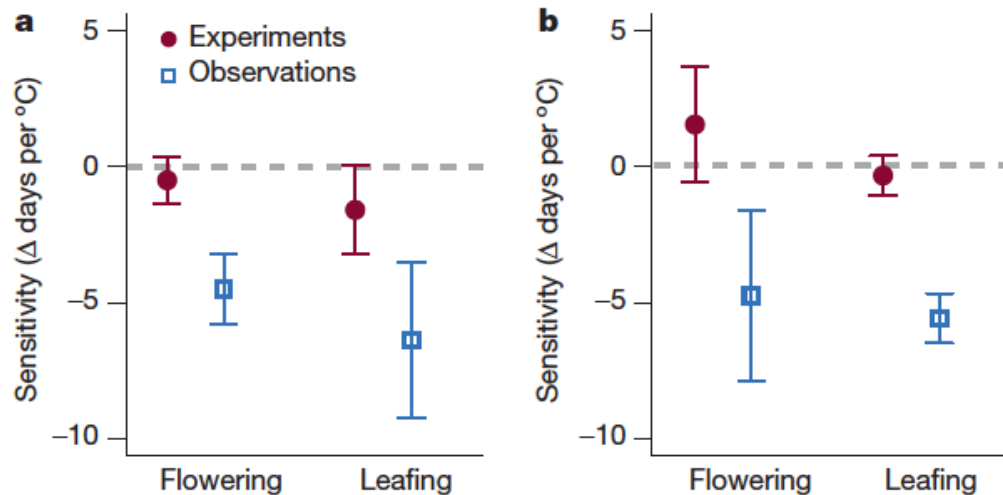 a
Experiments
Observations
Sensitivity (Δ days per °C)
5
0
–5
–10
Flowering
Leafing
b
Sensitivity (Δ days per °C)
5
0
–5
–10
Flowering
Leafing